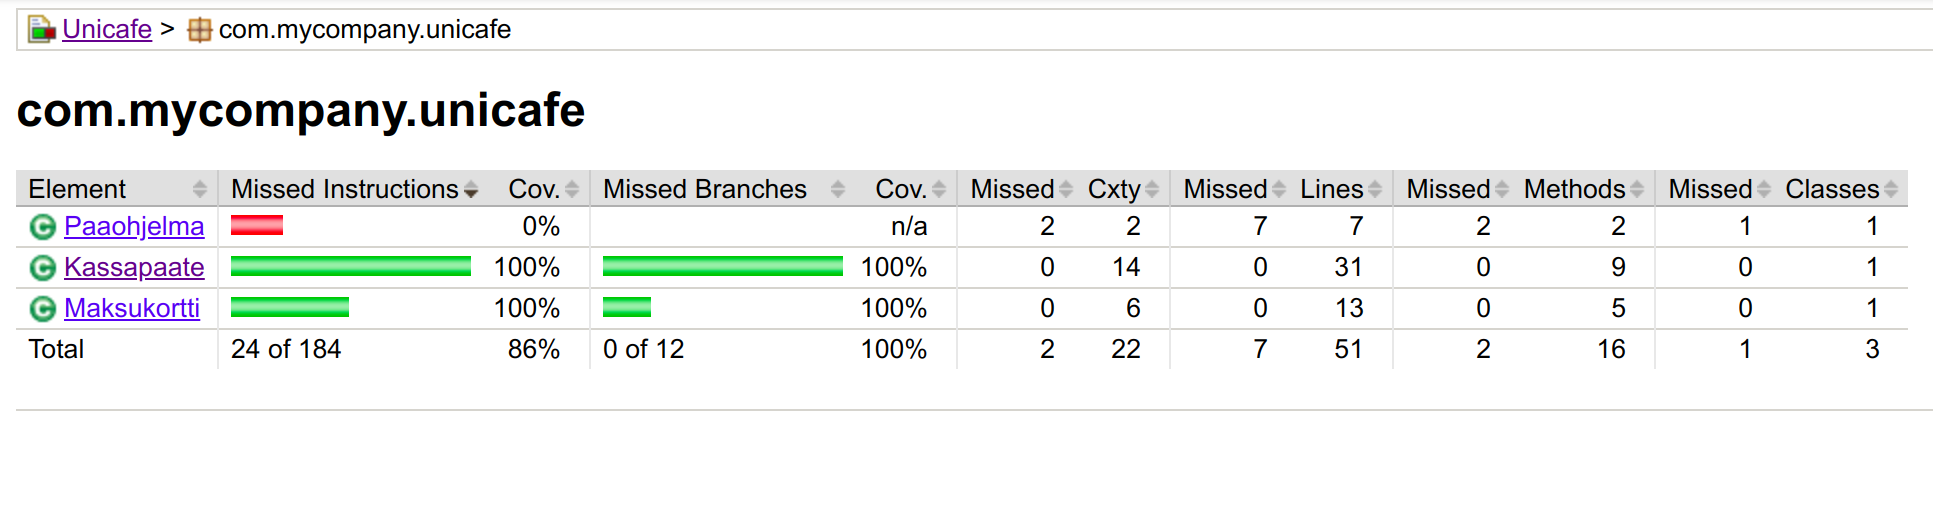 Unicafe > com.mycompany.unicafe
com.mycompany.unicafe
Element Missed Instructions Cov. Missed Branches Cov. Missed Cxty Missed Lines Missed Methods Missed Classes
C Paaohjelma 0% n/a 2 2 7 7 2 2 1 1
C Kassapaate 100% 100% 0 14 0 31 0 9 0 1
C Maksukortti 100% 100% 0 6 0 13 0 5 0 1
Total 24 of 184 86% 0 of 12 100% 2 22 7 51 2 16 1 3